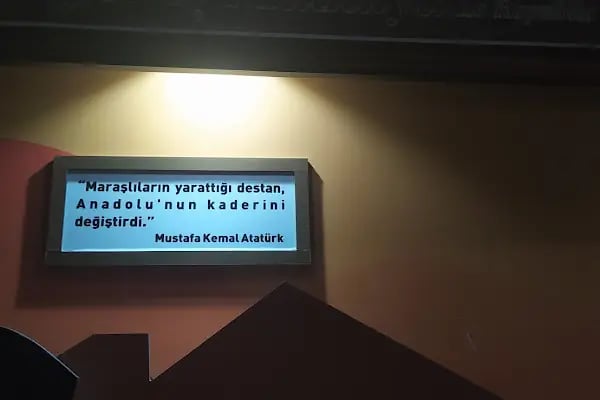 “Maraşlıların yarattığı destan,
Anadolu'nun kaderini
değiştirdi.”
Mustafa Kemal Atatürk